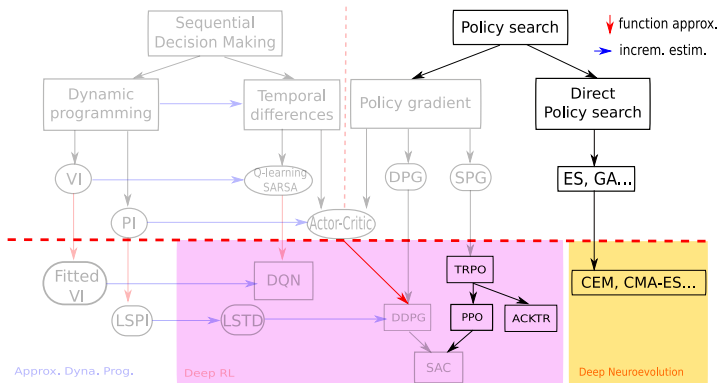 Sequential
Decision Making
Policy search
function approx.
increm. estim.
Dynamic
programming
Temporal
differences
Policy gradient
Direct
Policy search
VI
Q-learning
SARSA
DPG
SPG
ES, GA...
PI
Actor-Critic
Fitted
VI
DQN
TRPO
CEM, CMA-ES...
LSPI
LSTD
DDPG
PPO
ACKTR
SAC
Approx. Dyna. Prog.
Deep RL
Deep Neuroevolution